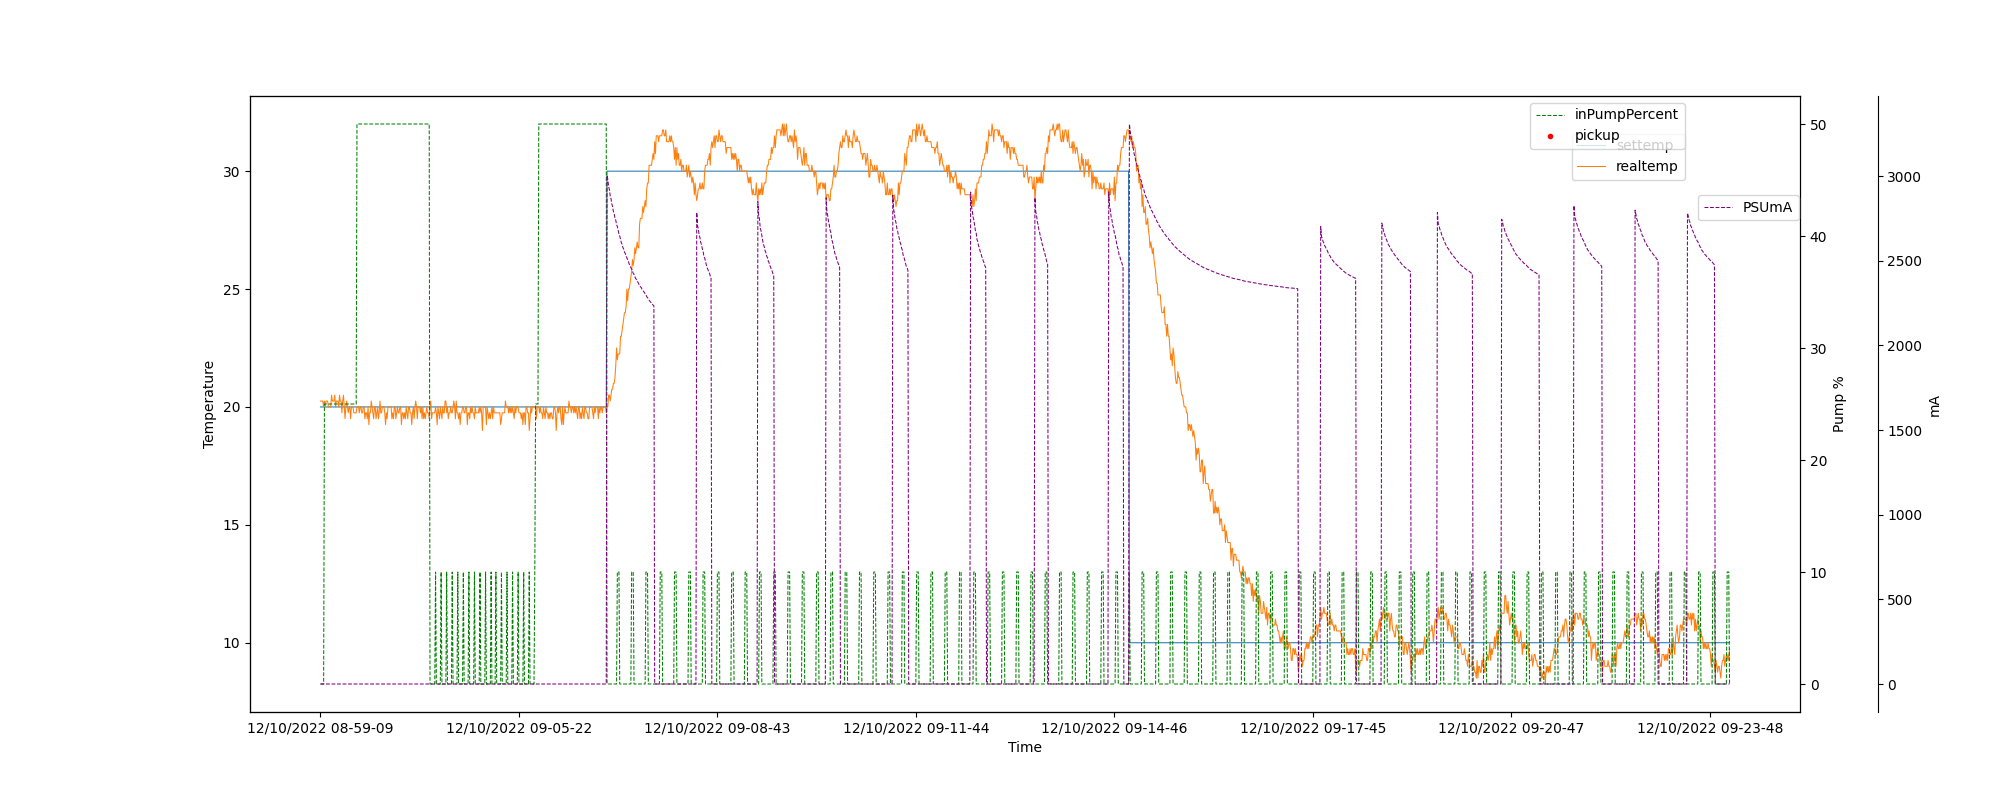 inPumpPercent
pickup
settemp
realtemp
PSUmA
30
25
20
15
10
Temperature
50
40
30
20
10
0
Pump %
3000
2500
2000
1500
1000
500
0
mA
12/10/2022 08-59-09
12/10/2022 09-05-22
12/10/2022 09-08-43
12/10/2022 09-11-44
12/10/2022 09-14-46
12/10/2022 09-17-45
12/10/2022 09-20-47
12/10/2022 09-23-48
Time